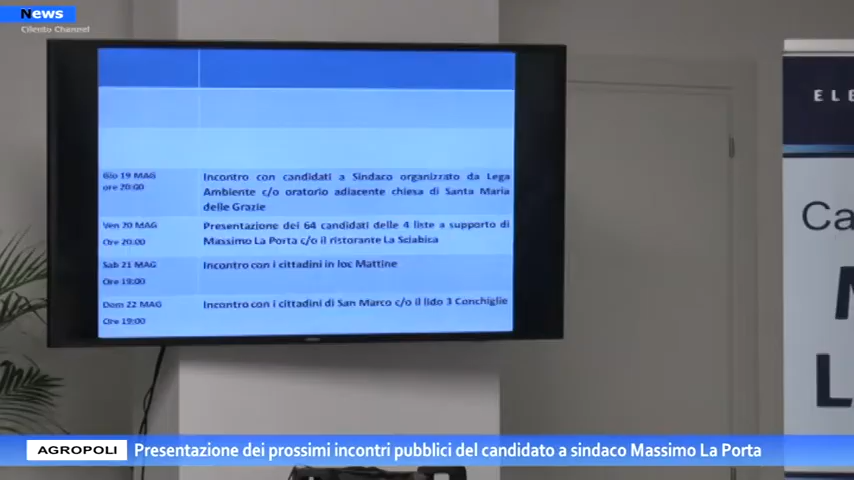 News
Cilento Channel
ELE
Gio 19 MAG
ore 20:00
Incontro con candidati a Sindaco organizzato da Lega
Ambiente c/o oratorio adiacente chiesa di Santa Maria
delle Grazie
Ven 20 MAG
Ore 20:00
Presentazione dei 64 candidati delle 4 liste a supporto di
Massimo La Porta c/o il ristorante La Sciabica
Sab 21 MAG
Ore 19:00
Incontro con i cittadini in loc Mattine
Dom 22 MAG
Ore 19:00
Incontro con i cittadini di San Marco c/o il lido 3 Conchiglie
Ca
M
L
AGROPOLI Presentazione dei prossimi incontri pubblici del candidato a sindaco Massimo La Porta